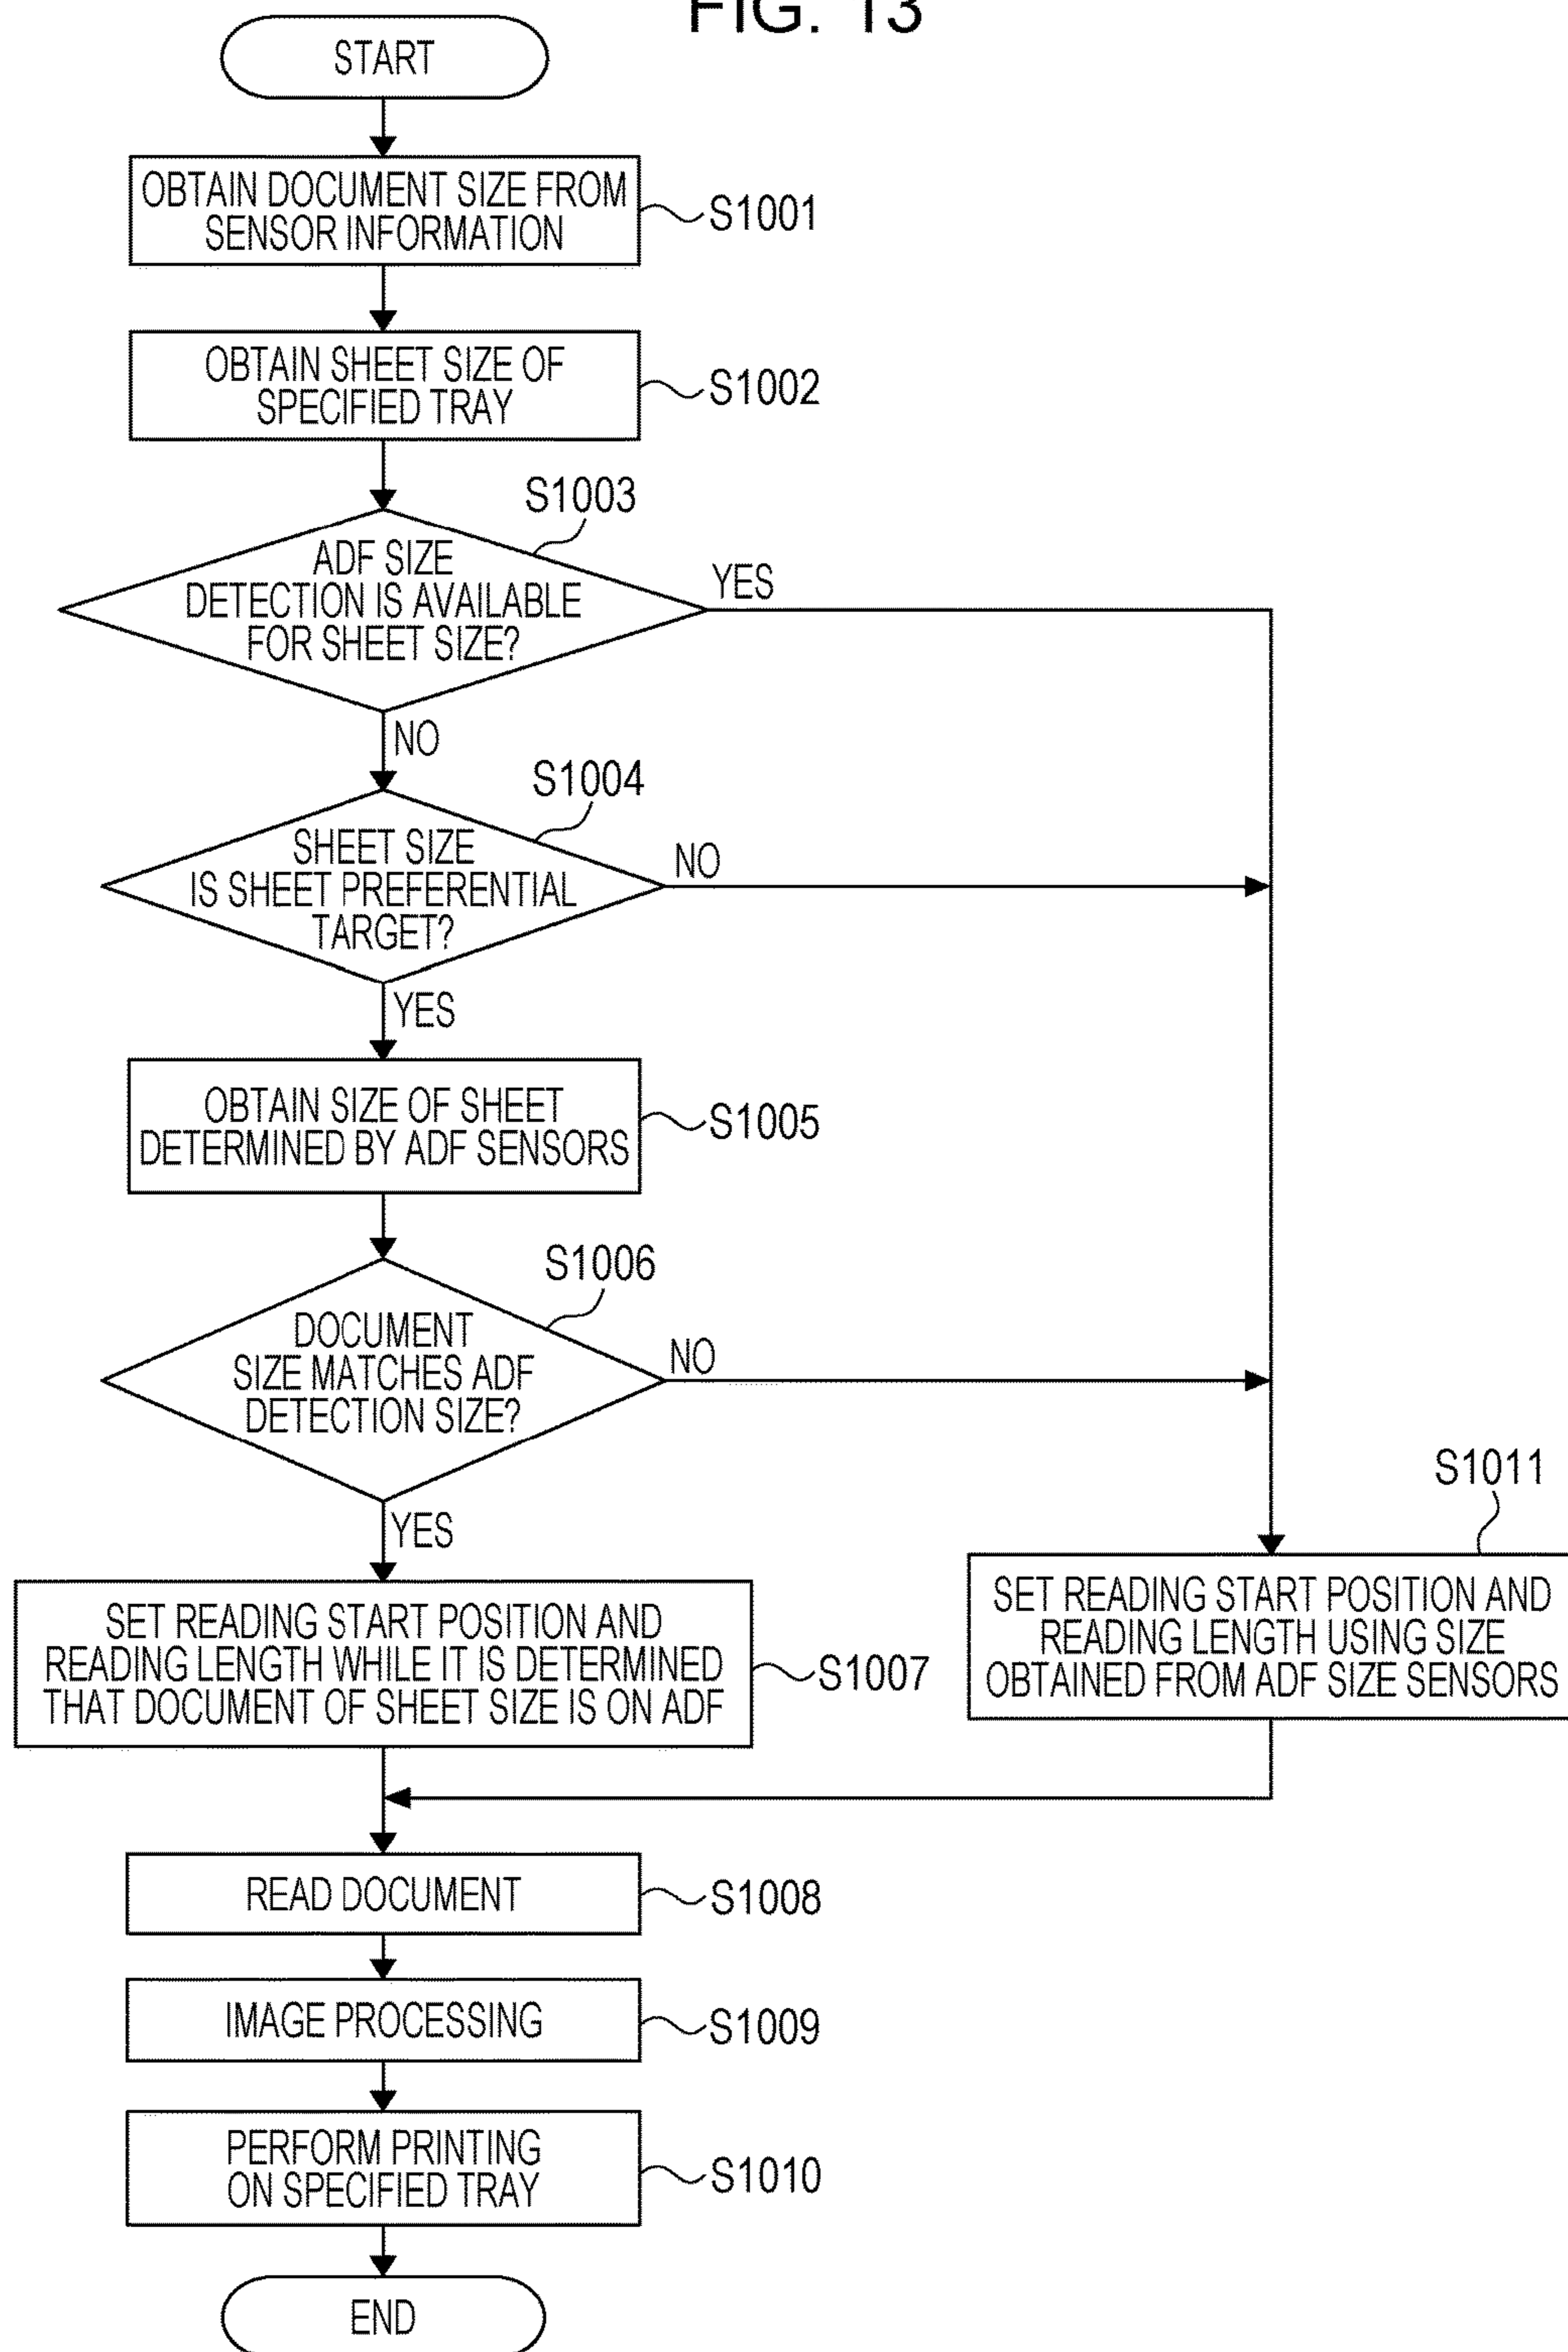 FIG. 13
START
OBTAIN DOCUMENT SIZE FROM
SENSOR INFORMATION
S1001
OBTAIN SHEET SIZE OF
SPECIFIED TRAY
S1002
S1003
ADF SIZE
DETECTION IS AVAILABLE
FOR SHEET SIZE?
YES
NO
S1004
SHEET SIZE
IS SHEET PREFERENTIAL
TARGET?
NO
YES
OBTAIN SIZE OF SHEET
DETERMINED BY ADF SENSORS
S1005
S1006
DOCUMENT
SIZE MATCHES ADF
DETECTION SIZE?
NO
YES
SET READING START POSITION AND
READING LENGTH WHILE IT IS DETERMINED
THAT DOCUMENT OF SHEET SIZE IS ON ADF
S1007
S1011
SET READING START POSITION AND
READING LENGTH USING SIZE
OBTAINED FROM ADF SIZE SENSORS
READ DOCUMENT
S1008
IMAGE PROCESSING
S1009
PERFORM PRINTING
ON SPECIFIED TRAY
S1010
END